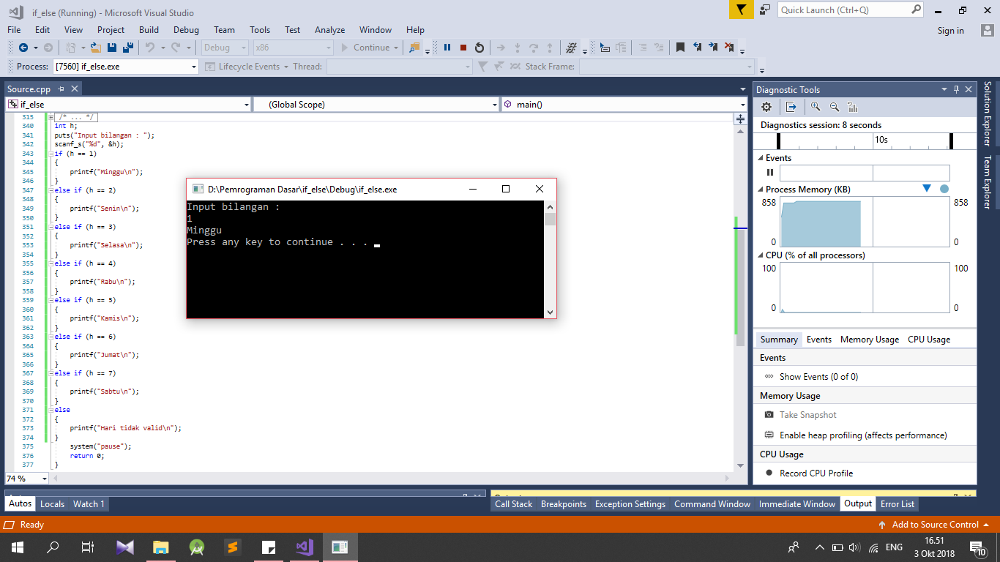 if_else (Running) - Microsoft Visual Studio
Quick Launch (Ctrl+Q)
File Edit View Project Build Debug Team Tools Test Analyze Window Help
Sign in
Debug x86 Continue
Process: [7560] if_else.exe Lifecycle Events Thread: Stack Frame:
Source.cpp
if_else (Global Scope) main()
315 /* ... */
340 int h;
341 puts("Input bilangan : ");
342 scanf_s("%d", &h);
343 if (h == 1)
344 {
345 printf("Minggu\n");
346 }
347 else if (h == 2)
348 {
349 printf("Senin\n");
350 }
351 else if (h == 3)
352 {
353 printf("Selasa\n");
354 }
355 else if (h == 4)
356 {
357 printf("Rabu\n");
358 }
359 else if (h == 5)
360 {
361 printf("Kamis\n");
362 }
363 else if (h == 6)
364 {
365 printf("Jumat\n");
366 }
367 else if (h == 7)
368 {
369 printf("Sabtu\n");
370 }
371 else
372 {
373 printf("Hari tidak valid\n");
374 }
375 system("pause");
376 return 0;
377 }
74 %
D:\Pemrograman Dasar\if_else\Debug\if_else.exe
Input bilangan :
1
Minggu
Press any key to continue . . .
Diagnostic Tools
Diagnostics session: 8 seconds
10s
Events
Process Memory (KB)
858 858
0 0
CPU (% of all processors)
100 100
0 0
Summary Events Memory Usage CPU Usage
Events
Show Events (0 of 0)
Memory Usage
Take Snapshot
Enable heap profiling (affects performance)
CPU Usage
Record CPU Profile
Solution Explorer
Team Explorer
Autos Locals Watch 1
Call Stack Breakpoints Exception Settings Command Window Immediate Window Output Error List
Ready
Add to Source Control
ENG
16.51
3 Okt 2018
10